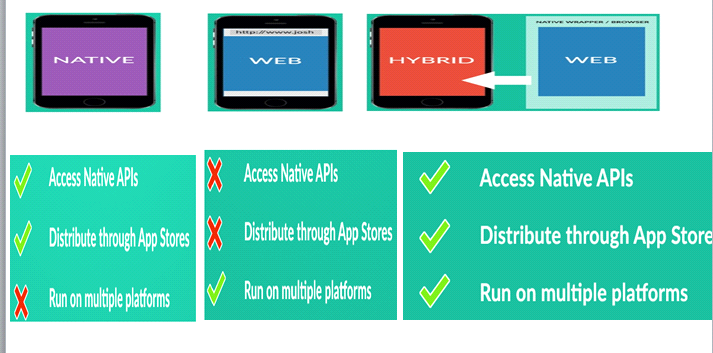 NATIVE
http://www.josh
WEB
HYBRID
NATIVE WRAPPER / BROWSER
WEB
Access Native APIs
Distribute through App Stores
Run on multiple platforms
Access Native APIs
Distribute through App Stores
Run on multiple platforms
Access Native APIs
Distribute through App Store
Run on multiple platforms